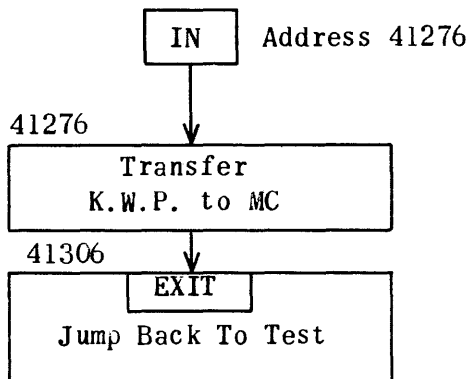 IN Address 41276
41276
Transfer
K.W.P. to MC
41306
EXIT
Jump Back To Test